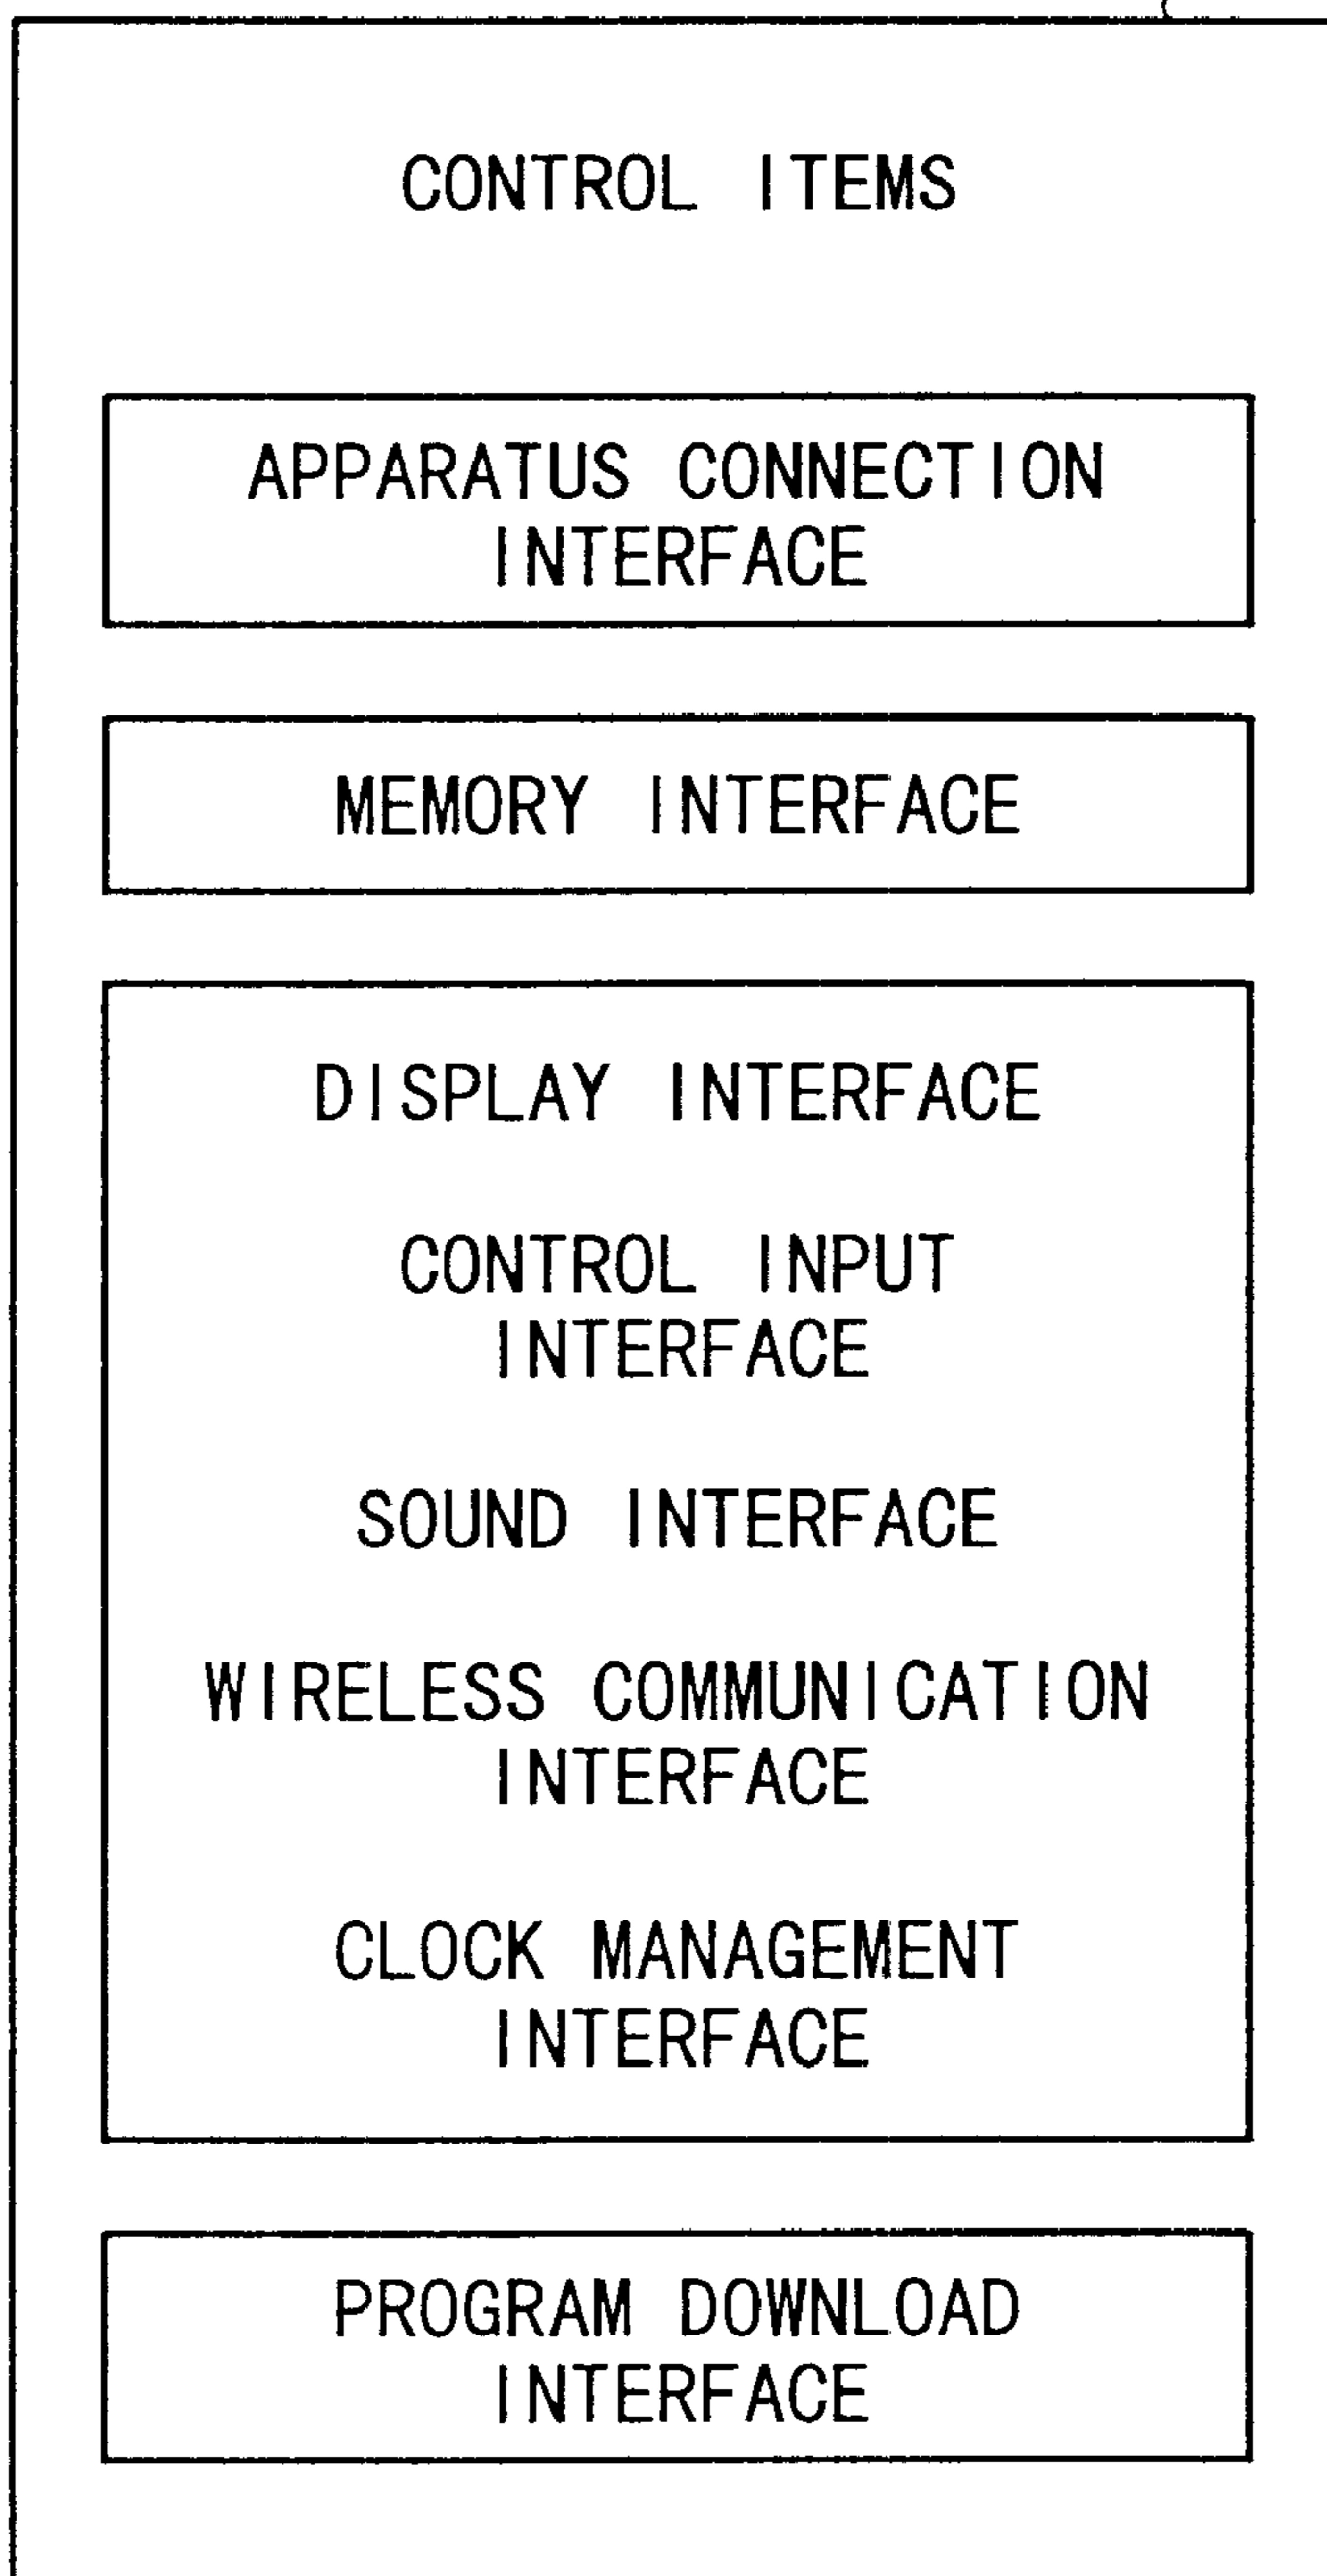 CONTROL ITEMS
APPARATUS CONNECTION
INTERFACE
MEMORY INTERFACE
DISPLAY INTERFACE
CONTROL INPUT
INTERFACE
SOUND INTERFACE
WIRELESS COMMUNICATION
INTERFACE
CLOCK MANAGEMENT
INTERFACE
PROGRAM DOWNLOAD
INTERFACE